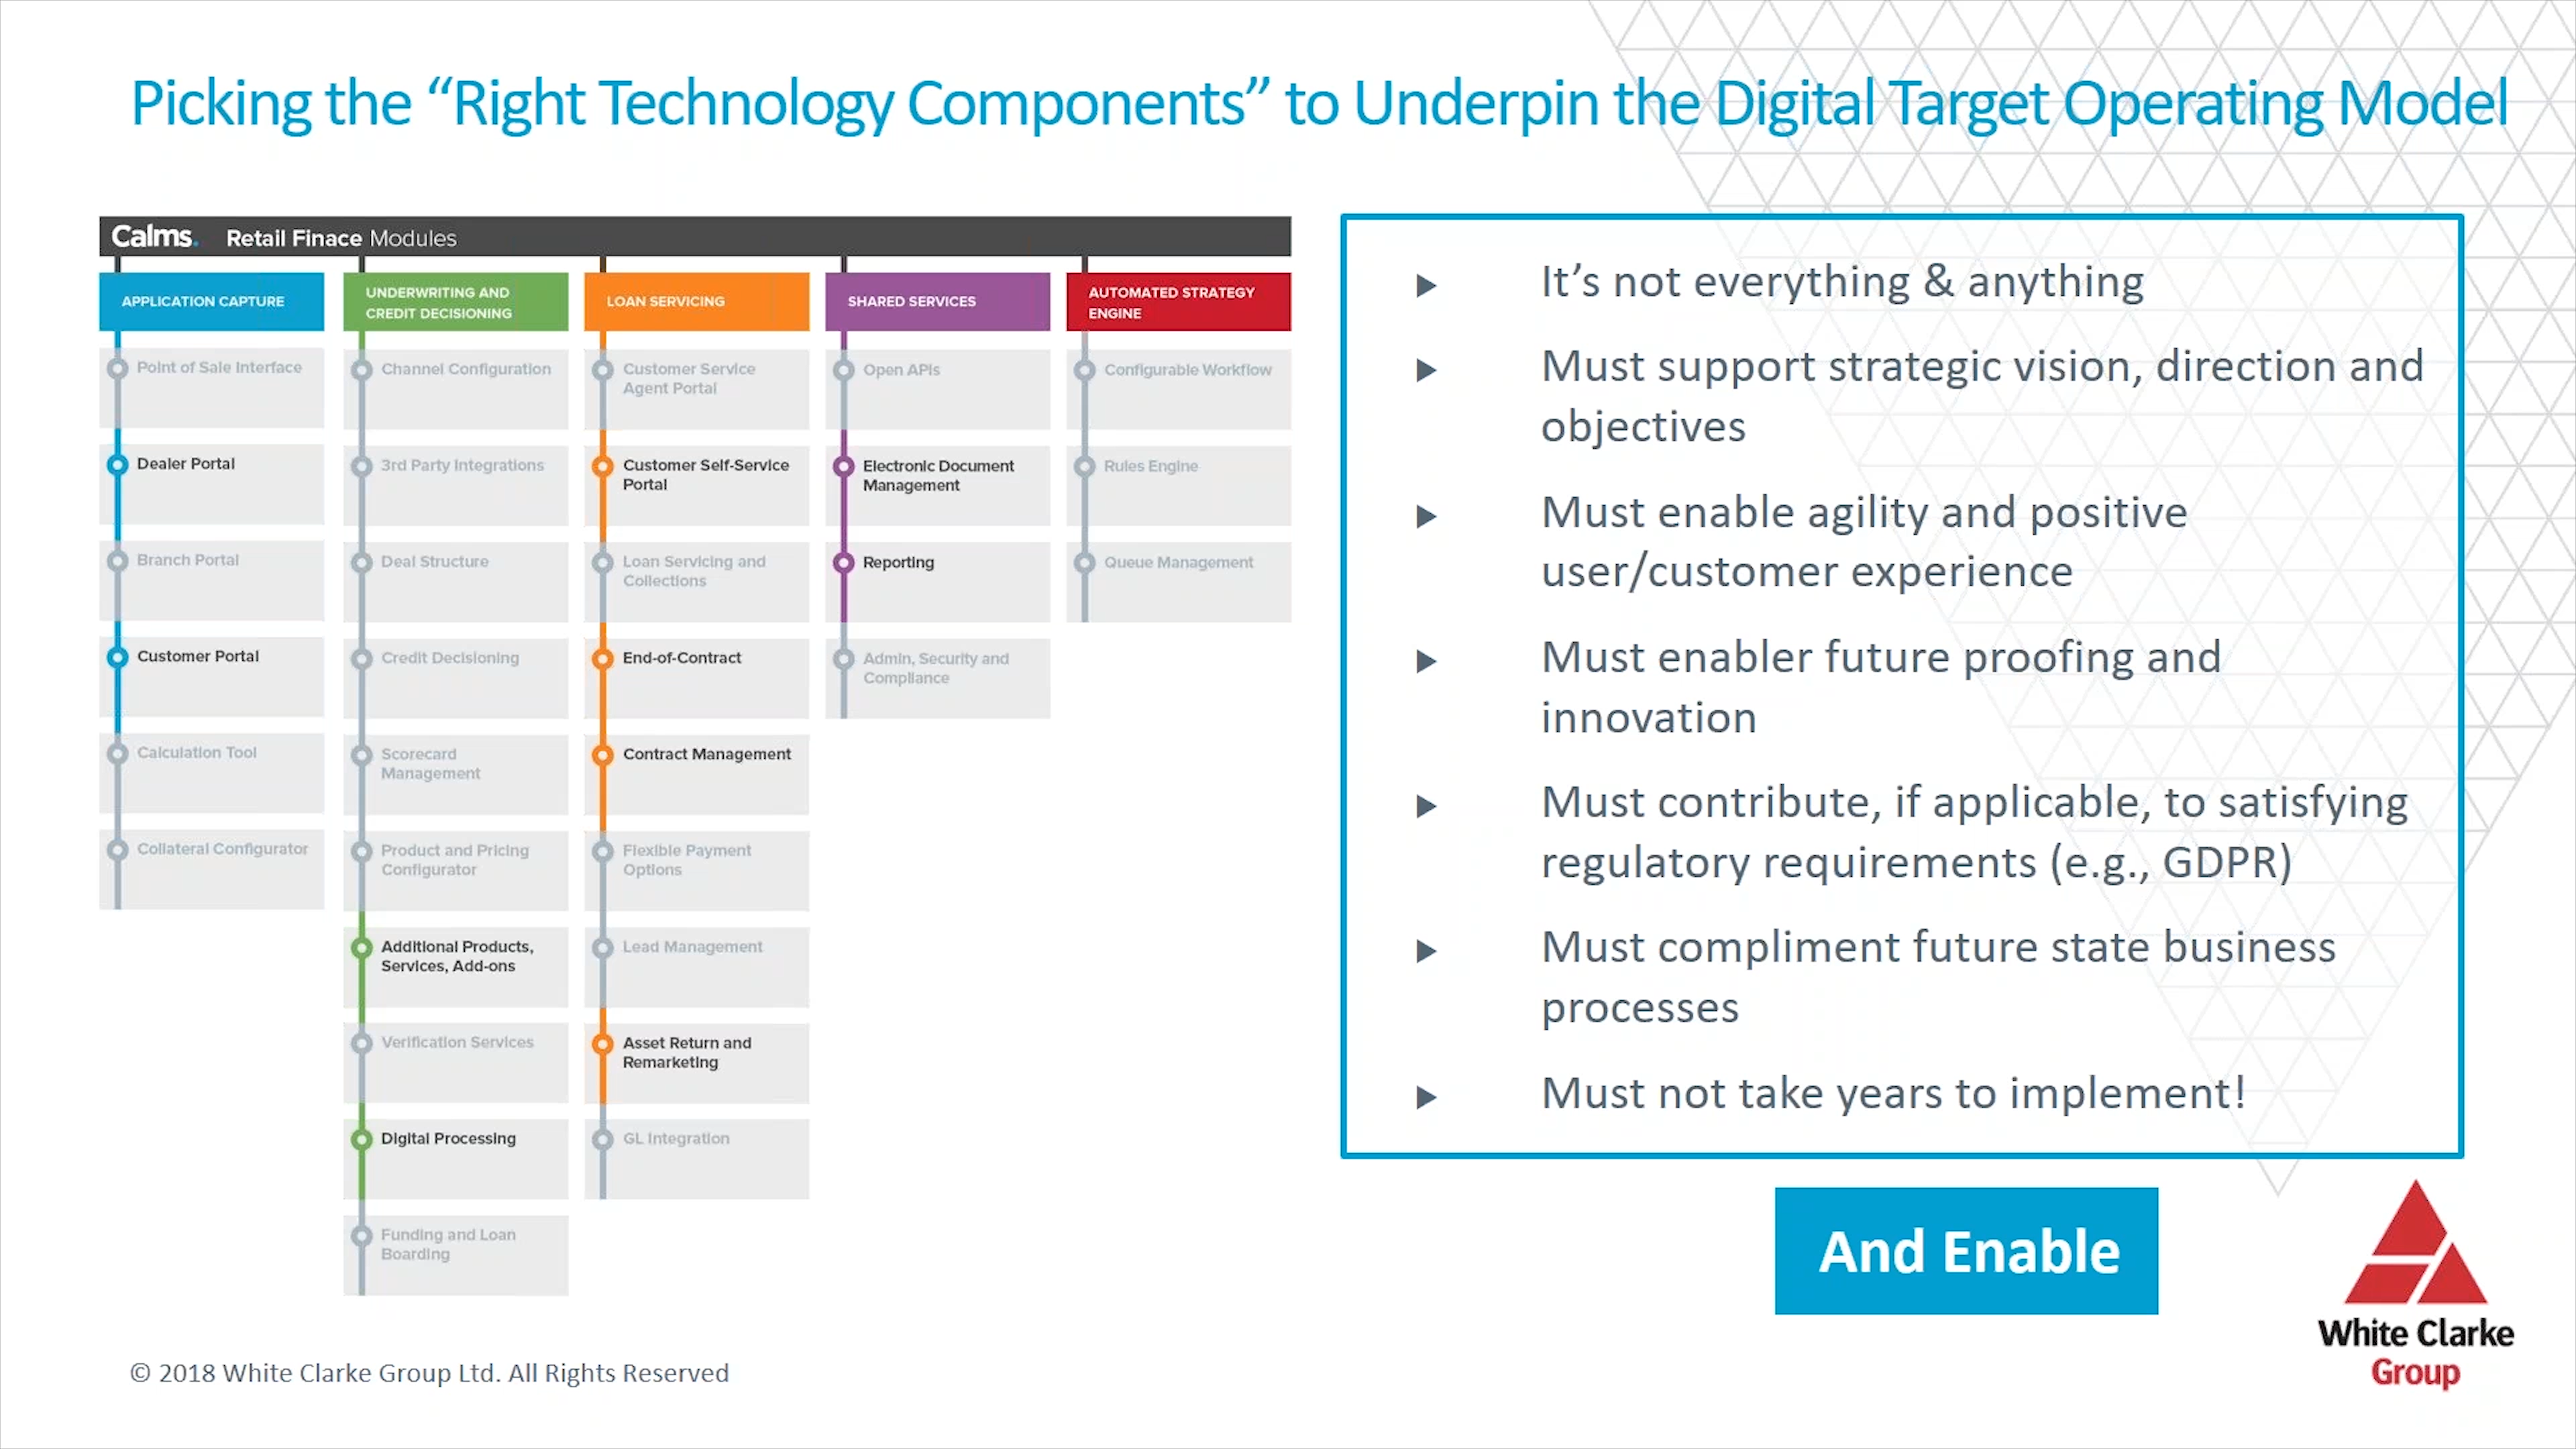 Picking the “Right Technology Components” to Underpin the Digital Target Operating Model
Calms. Retail Finace Modules
APPLICATION CAPTURE
Point of Sale Interface
Dealer Portal
Branch Portal
Customer Portal
Calculation Tool
Collateral Configurator
UNDERWRITING AND
CREDIT DECISIONING
Channel Configuration
3rd Party Integrations
Deal Structure
Credit Decisioning
Scorecard
Management
Product and Pricing
Configurator
Additional Products,
Services, Add-ons
Verification Services
Digital Processing
Funding and Loan
Boarding
LOAN SERVICING
Customer Service
Agent Portal
Customer Self-Service
Portal
Loan Servicing and
Collections
End-of-Contract
Contract Management
Flexible Payment
Options
Lead Management
Asset Return and
Remarketing
GL Integration
SHARED SERVICES
Open APIs
Electronic Document
Management
Reporting
Admin, Security and
Compliance
AUTOMATED STRATEGY
ENGINE
Configurable Workflow
Rules Engine
Queue Management
It’s not everything & anything
Must support strategic vision, direction and
objectives
Must enable agility and positive
user/customer experience
Must enabler future proofing and
innovation
Must contribute, if applicable, to satisfying
regulatory requirements (e.g., GDPR)
Must compliment future state business
processes
Must not take years to implement!
And Enable
White Clarke
Group
© 2018 White Clarke Group Ltd. All Rights Reserved